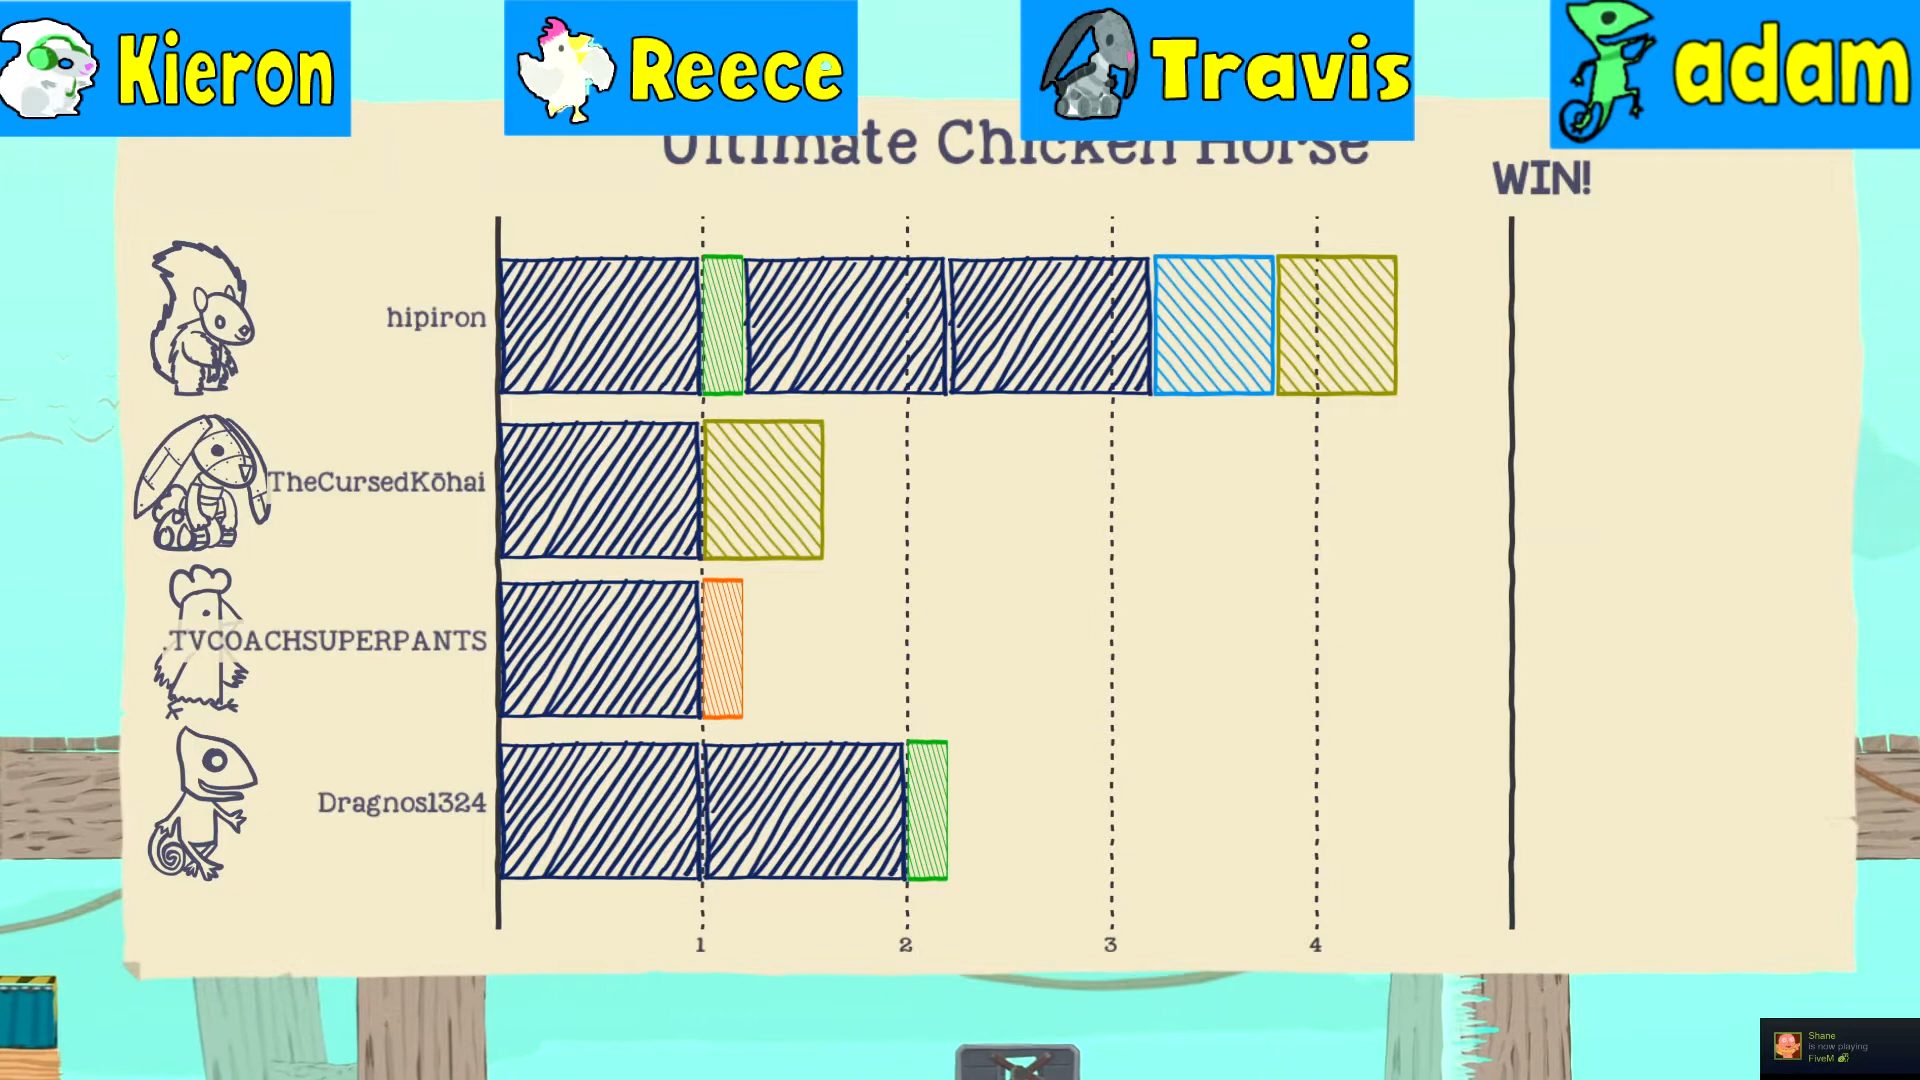 Kieron
Reece
Travis
adam
Ultimate Chicken Horse
WIN!
hipiron
TheCursedKōhai
.TVCOACHSUPERPANTS
Dragnos1324
1 2 3 4
Shane
is now playing
FiveM